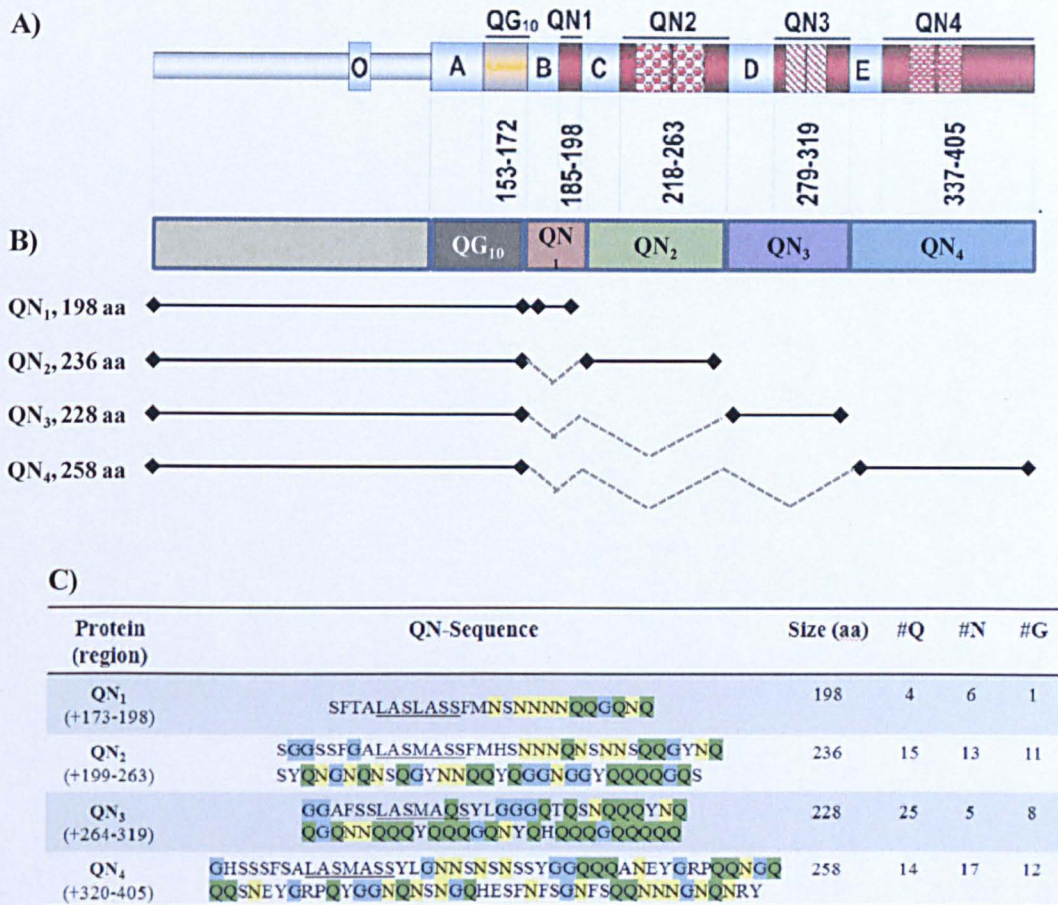 A)
QG10 QN1 QN2 QN3 QN4
O A B C D E
153-172 185-198 218-263 279-319 337-405
B)
QG10 QN1 QN2 QN3 QN4
QN1, 198 aa
QN2, 236 aa
QN3, 228 aa
QN4, 258 aa
C)
Protein (region) QN-Sequence Size (aa) #Q #N #G
QN1 (+173-198) SFTALASLASSFMNSNNNNQQGQNQ 198 4 6 1
QN2 SGGSSFGALASMASSFMHSNNNQNSNNSQQGYNQ 236 15 13 11
(+199-263) SYQNGNQNSQGYNNQQYQGGNGGYQQQQGQS
QN3 GGAFSSLASMAQSYLGGGQTQSNQQQYNQ 228 25 5 8
(+264-319) QGQNNQQQYQQQGQNYQHQQQGQQQQQ
QN4 GHSSSFSALASMASSYLGNNSNSNSSYGGQQQANEYGRPQQNGQ 258 14 17 12
(+320-405) QQSNEYGRPQYGGNQNSNGQHESFNFSGNFSQQNNNGNQNRY